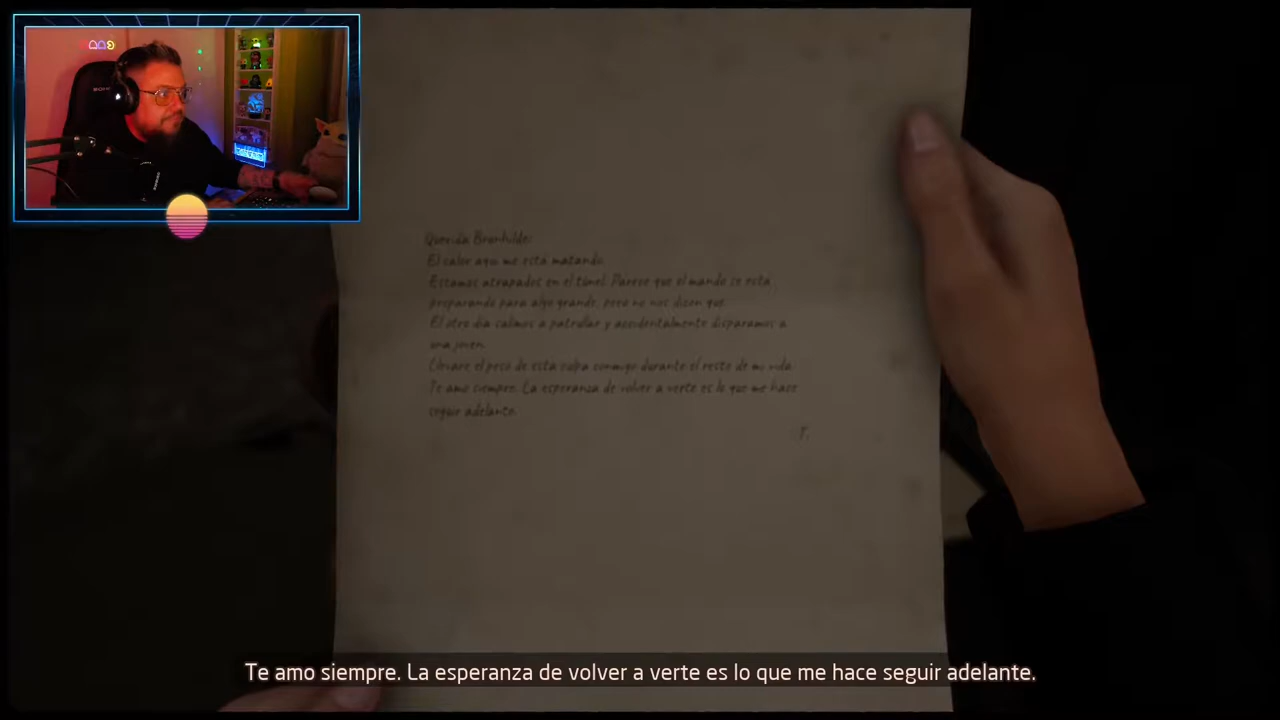 Querida Brunhilde:
El calor aquí me está matando.
Estamos atrapados en el túnel. Parece que el mando se está
preparando para algo grande, pero no nos dicen qué.
El otro día salimos a patrullar y accidentalmente disparamos a
una joven.
Llevaré el peso de esta culpa conmigo durante el resto de mi vida.
Te amo siempre. La esperanza de volver a verte es lo que me hace
seguir adelante.
T.
Te amo siempre. La esperanza de volver a verte es lo que me hace seguir adelante.